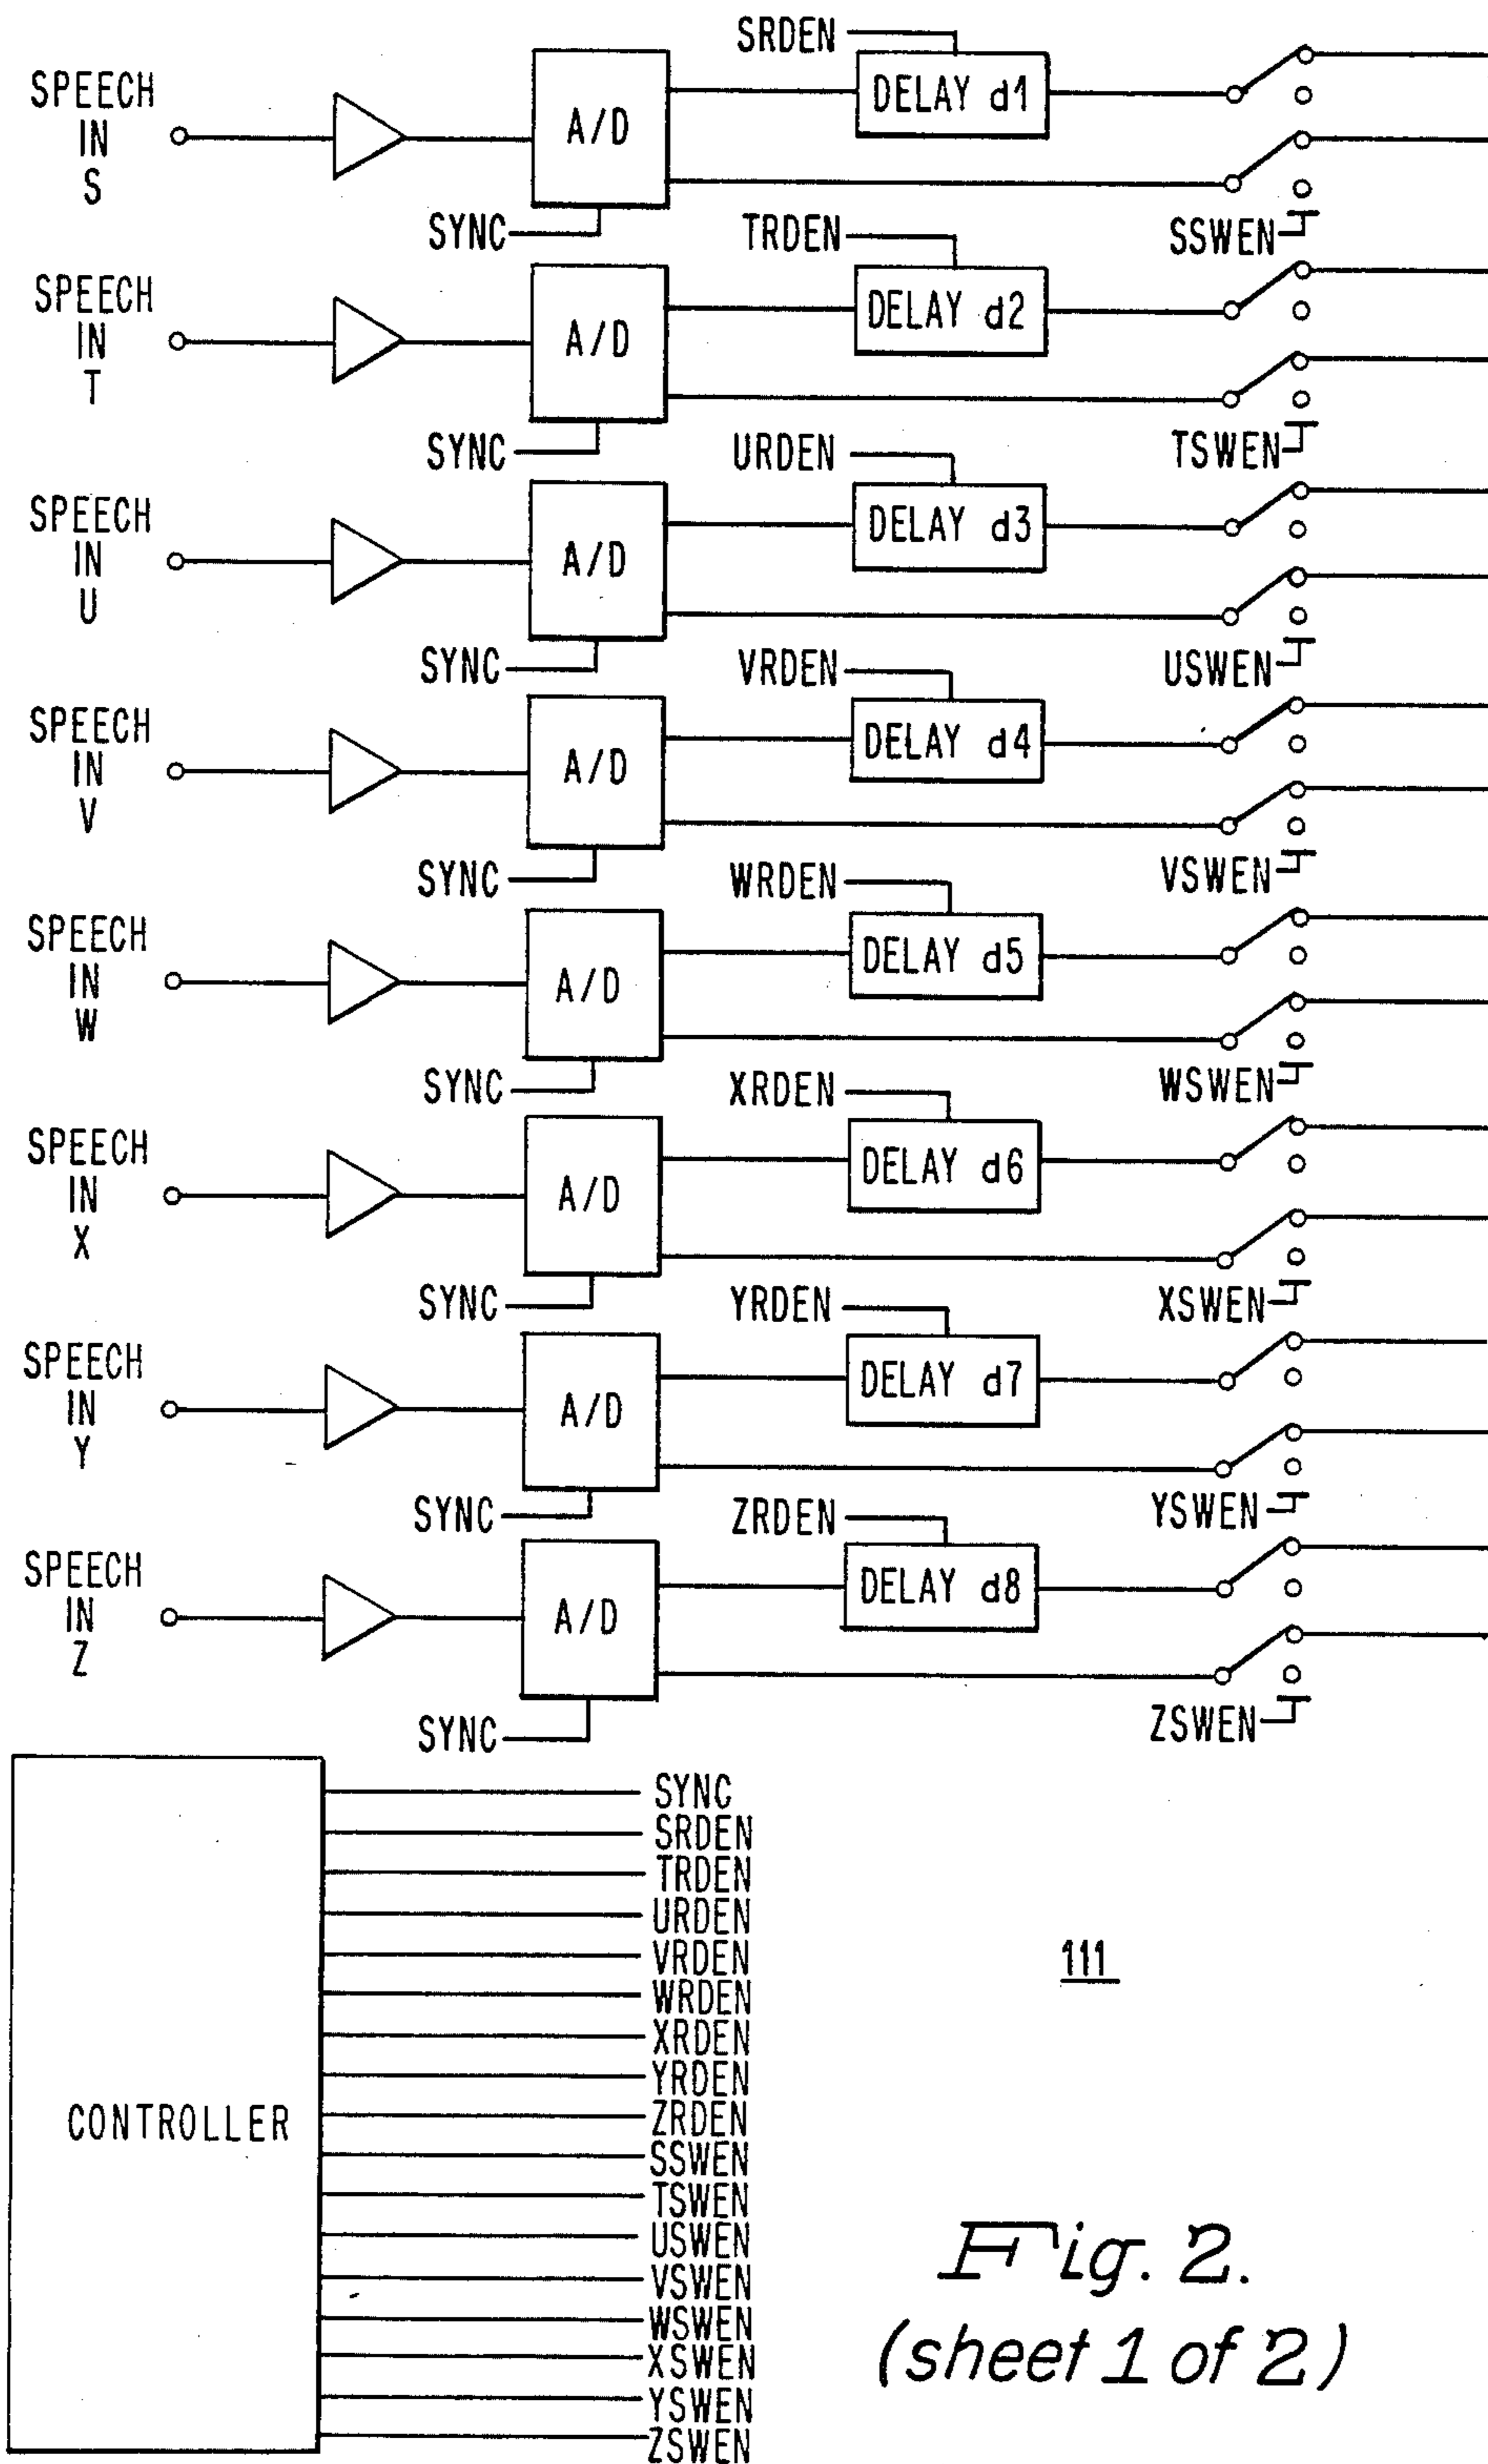 SRDEN
SPEECH
IN
S
A/D
DELAY d1
SYNC
SSWEN
TRDEN
SPEECH
IN
T
A/D
DELAY d2
SYNC
TSWEN
URDEN
SPEECH
IN
U
A/D
DELAY d3
SYNC
USWEN
VRDEN
SPEECH
IN
V
A/D
DELAY d4
SYNC
VSWEN
WRDEN
SPEECH
IN
W
A/D
DELAY d5
SYNC
WSWEN
XRDEN
SPEECH
IN
X
A/D
DELAY d6
SYNC
XSWEN
YRDEN
SPEECH
IN
Y
A/D
DELAY d7
SYNC
YSWEN
ZRDEN
SPEECH
IN
Z
A/D
DELAY d8
SYNC
ZSWEN
CONTROLLER
SYNC
SRDEN
TRDEN
URDEN
VRDEN
WRDEN
XRDEN
YRDEN
ZRDEN
SSWEN
TSWEN
USWEN
VSWEN
WSWEN
XSWEN
YSWEN
ZSWEN
111
Fig. 2.
(sheet 1 of 2)